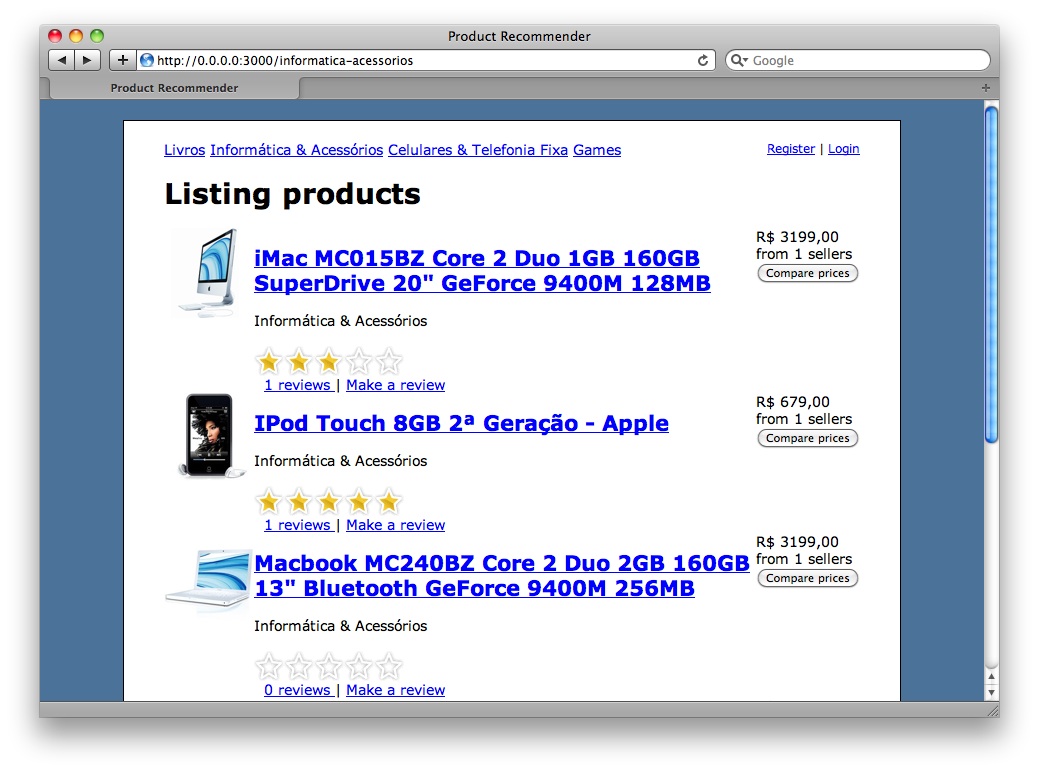 Product Recommender
http://0.0.0.0:3000/informatica-acessorios
Google
Product Recommender
Livros Informática & Acessórios Celulares & Telefonia Fixa Games
Register | Login
Listing products
iMac MC015BZ Core 2 Duo 1GB 160GB
SuperDrive 20" GeForce 9400M 128MB
R$ 3199,00
from 1 sellers
Compare prices
Informática & Acessórios
1 reviews | Make a review
IPod Touch 8GB 2ª Geração - Apple
R$ 679,00
from 1 sellers
Compare prices
Informática & Acessórios
1 reviews | Make a review
Macbook MC240BZ Core 2 Duo 2GB 160GB
13" Bluetooth GeForce 9400M 256MB
R$ 3199,00
from 1 sellers
Compare prices
Informática & Acessórios
0 reviews | Make a review